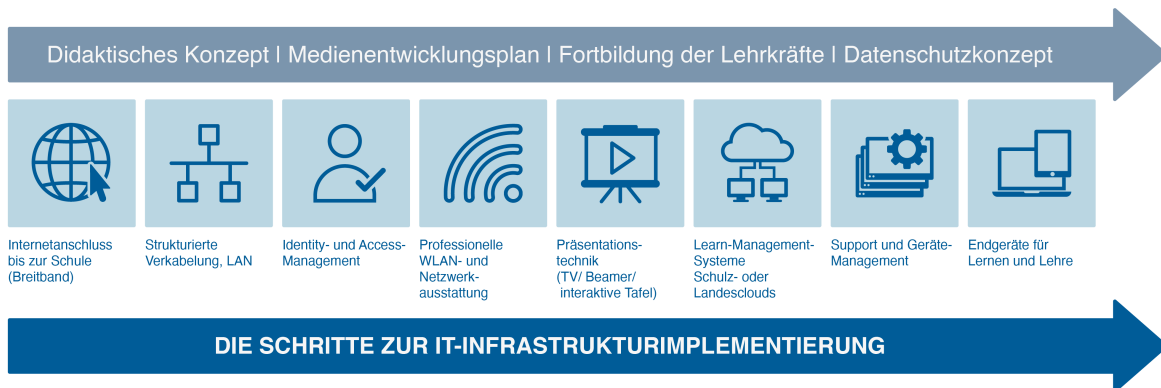 Didaktisches Konzept | Medienentwicklungsplan | Fortbildung der Lehrkräfte | Datenschutzkonzept
Internetanschluss
bis zur Schule
(Breitband)
Strukturierte
Verkabelung, LAN
Identity- und Access-
Management
Professionelle
WLAN- und
Netzwerk-
ausstattung
Präsentations-
technik
(TV/ Beamer/
interaktive Tafel)
Learn-Management-
Systeme
Schulz- oder
Landesclouds
Support und Geräte-
Management
Endgeräte für
Lernen und Lehre
DIE SCHRITTE ZUR IT-INFRASTRUKTURIMPLEMENTIERUNG